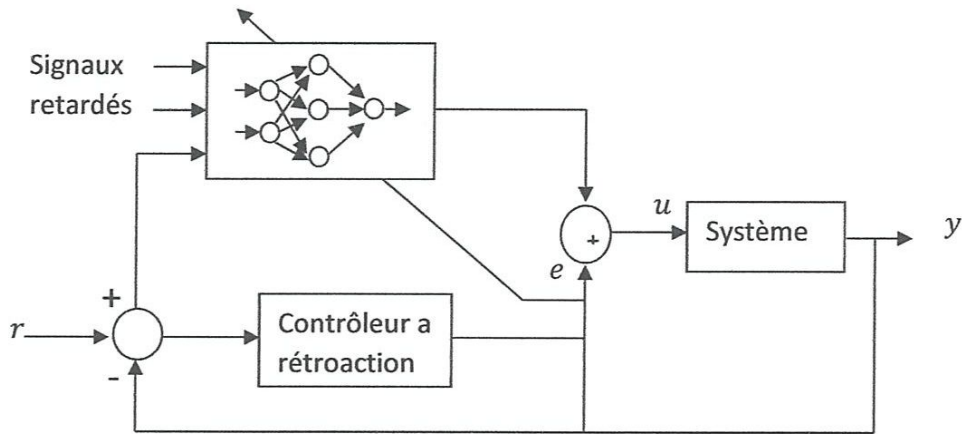 Signaux
retardés
+
r
-
Contrôleur a
rétroaction
e
+
u
Système
y